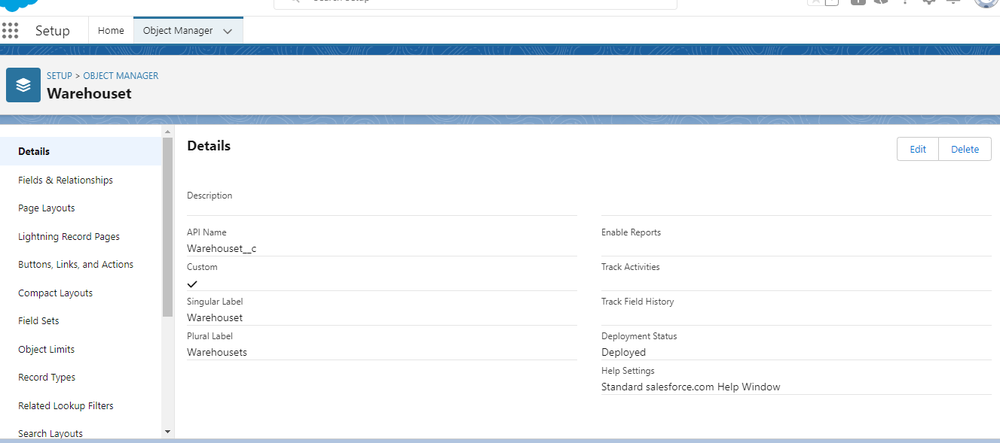 Search Setup
Setup
Home
Object Manager
SETUP > OBJECT MANAGER
Warehouset
Details
Fields & Relationships
Page Layouts
Lightning Record Pages
Buttons, Links, and Actions
Compact Layouts
Field Sets
Object Limits
Record Types
Related Lookup Filters
Search Layouts
Details
Edit
Delete
Description
API Name
Warehouset__c
Custom
Singular Label
Warehouset
Plural Label
Warehousets
Enable Reports
Track Activities
Track Field History
Deployment Status
Deployed
Help Settings
Standard salesforce.com Help Window